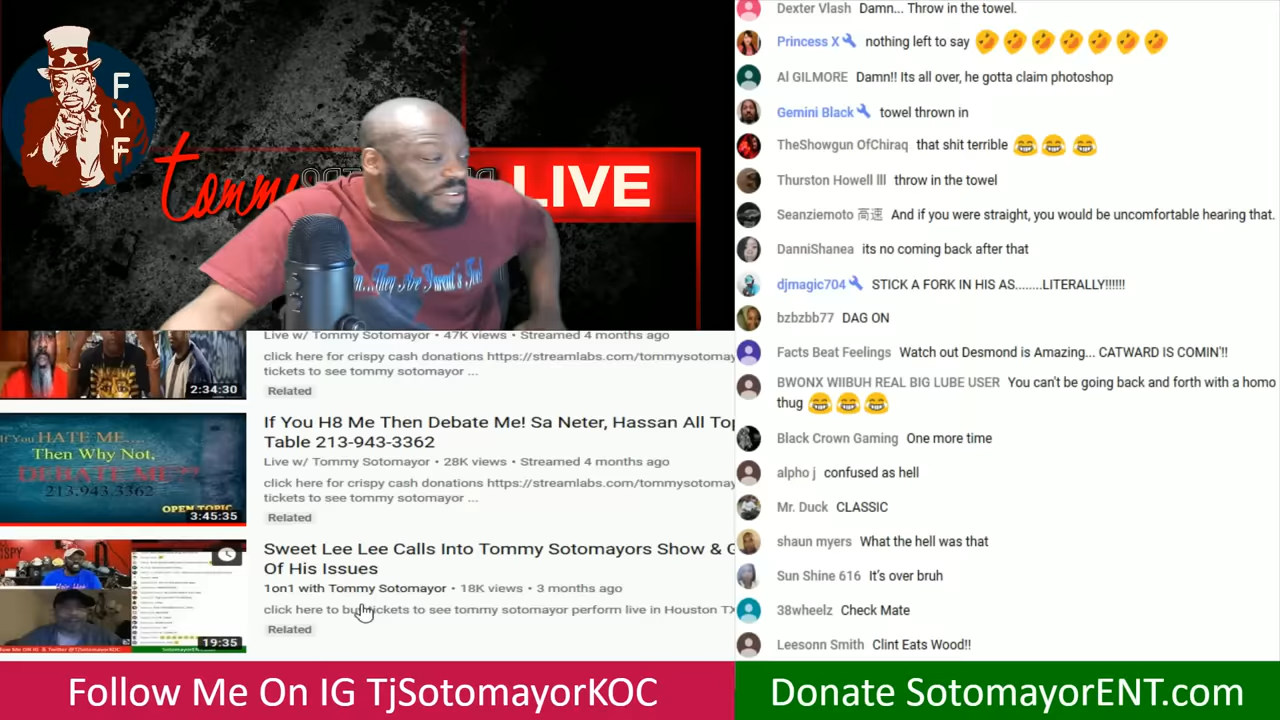 F
Y
F
tommy
LIVE
Live w/ Tommy Sotomayor • 47K views • Streamed 4 months ago
click here for crispy cash donations https://streamlabs.com/tommysotomay
tickets to see tommy sotomayor ...
Related
2:34:30
If You H8 Me Then Debate Me! Sa Neter, Hassan All Top
Table 213-943-3362
Live w/ Tommy Sotomayor • 28K views • Streamed 4 months ago
click here for crispy cash donations https://streamlabs.com/tommysotomay
tickets to see tommy sotomayor ...
Related
If You HATE ME....
Then Why Not,
DEBATE ME??
213.943.3362
OPEN TOPIC
3:45:35
Sweet Lee Lee Calls Into Tommy Sotomayors Show & G
Of His Issues
1on1 with Tommy Sotomayor • 18K views • 3 months ago
click here to buy tickets to see tommy sotomayor perform live in Houston TX
Related
19:35
Dexter Vlash Damn... Throw in the towel.
Princess X nothing left to say
Al GILMORE Damn!! Its all over, he gotta claim photoshop
Gemini Black towel thrown in
TheShowgun OfChiraq that shit terrible 😂 😂 😂
Thurston Howell lll throw in the towel
Seanziemoto 高速 And if you were straight, you would be uncomfortable hearing that.
DanniShanea its no coming back after that
djmagic704 STICK A FORK IN HIS AS........LITERALLY!!!!!!
bzbzbb77 DAG ON
Facts Beat Feelings Watch out Desmond is Amazing... CATWARD IS COMIN'!!
BWONX WIIBUH REAL BIG LUBE USER You can't be going back and forth with a homo
thug 😂 😂 😂
Black Crown Gaming One more time
alpho j confused as hell
Mr. Duck CLASSIC
shaun myers What the hell was that
Sun Shine 616 It's over bruh
38wheelz Check Mate
Leesonn Smith Clint Eats Wood!!
Follow Me On IG TjSotomayorKOC
Donate SotomayorENT.com